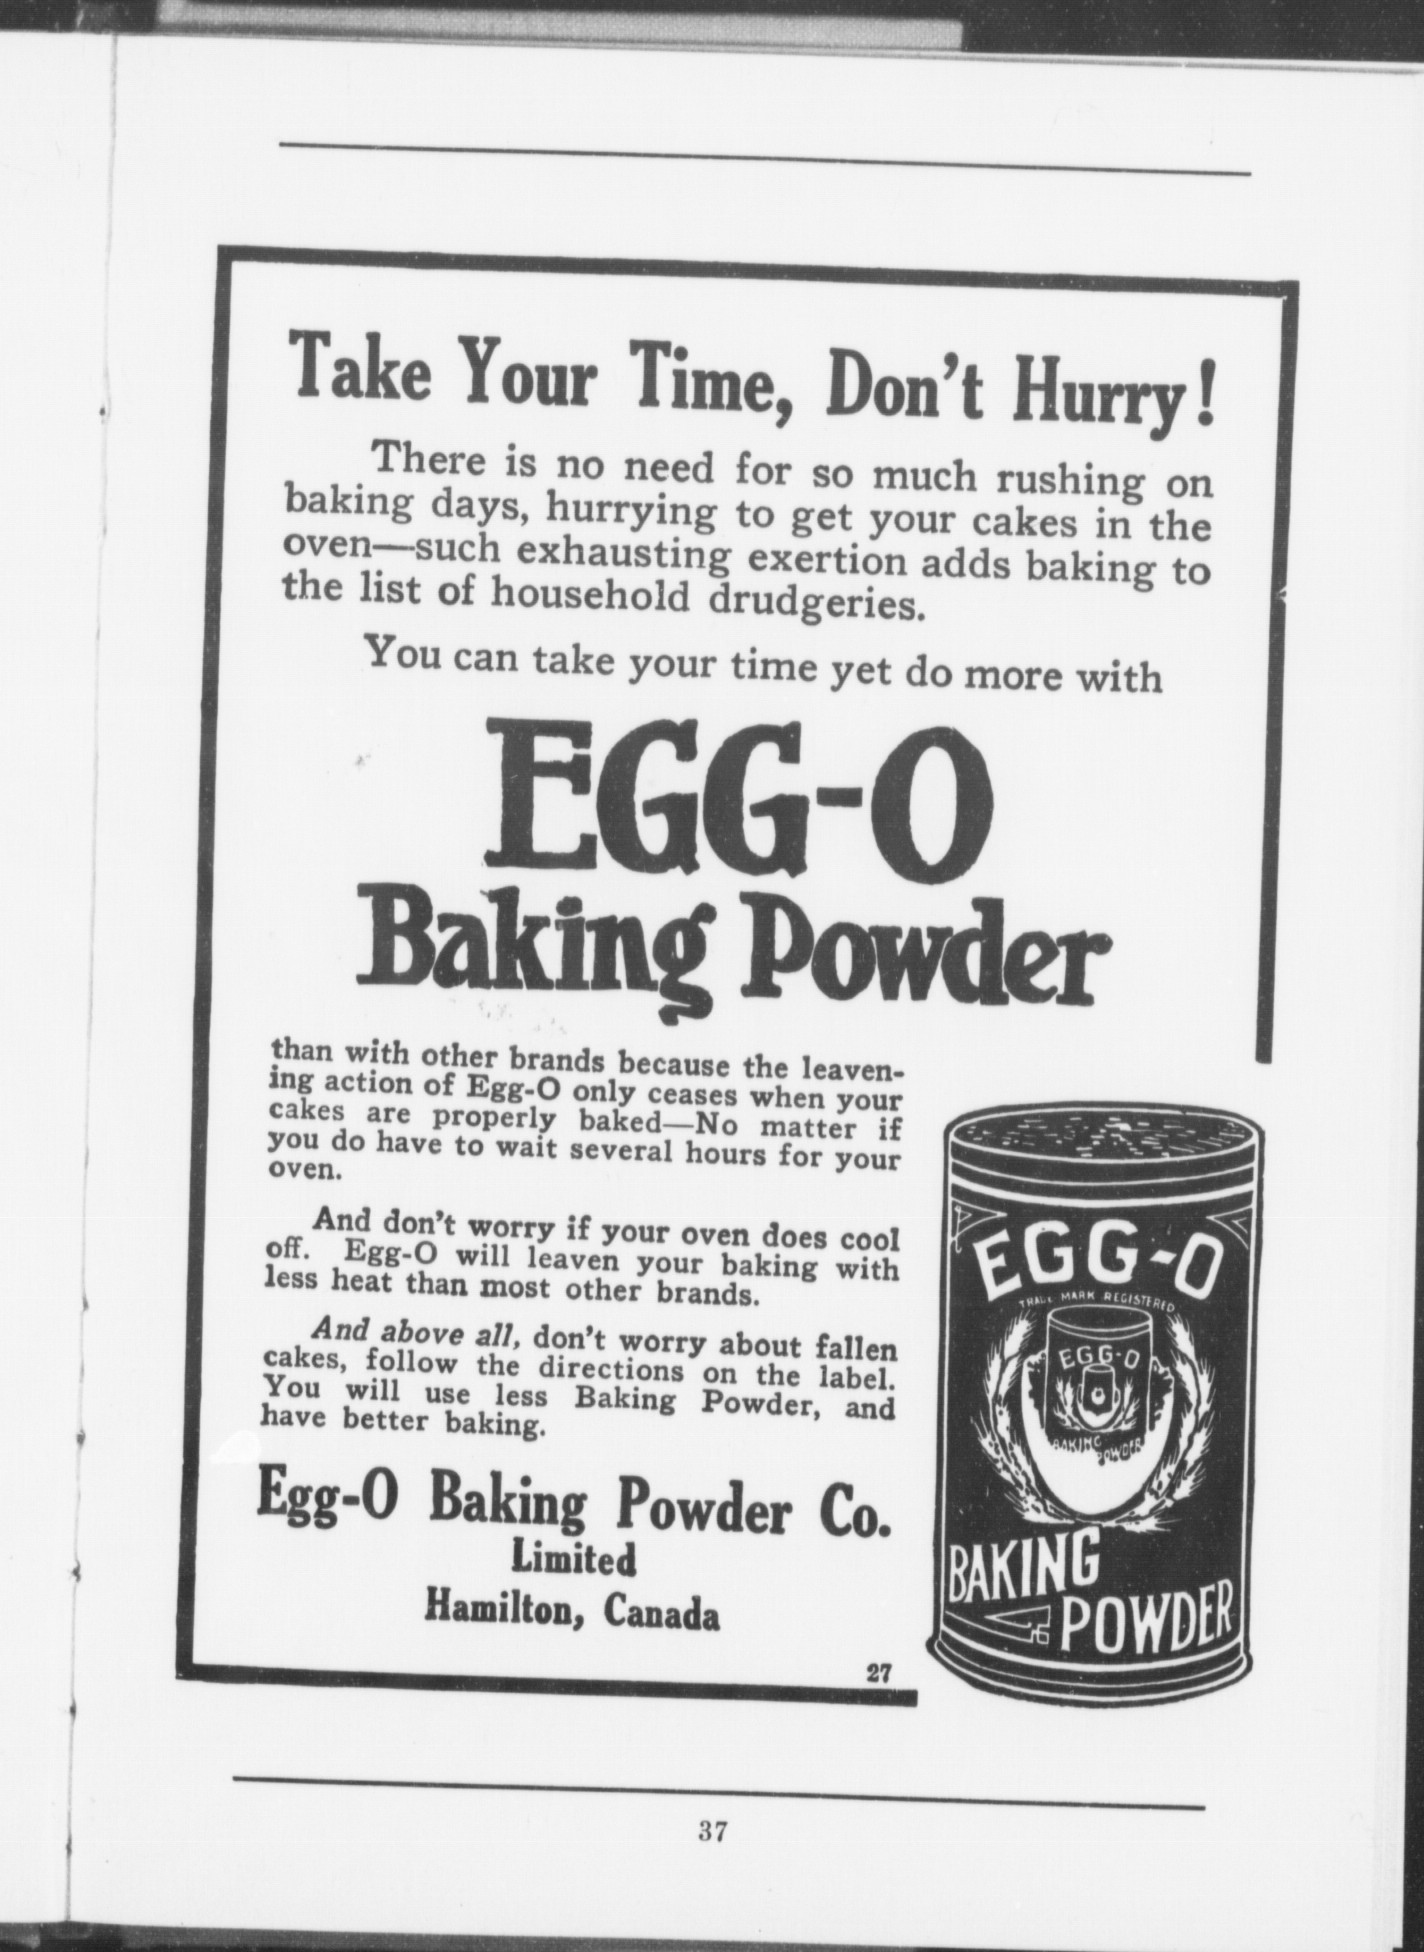 Take Your Time, Don't Hurry!
There is no need for so much rushing on
baking days, hurrying to get your cakes in the
oven—such exhausting exertion adds baking to
the list of household drudgeries.
You can take your time yet do more with
EGG-O
Baking Powder
than with other brands because the leaven-
ing action of Egg-O only ceases when your
cakes are properly baked—No matter if
you do have to wait several hours for your
oven.
And don't worry if your oven does cool
off. Egg-O will leaven your baking with
less heat than most other brands.
And above all, don't worry about fallen
cakes, follow the directions on the label.
You will use less Baking Powder, and
have better baking.
Egg-O Baking Powder Co.
Limited
Hamilton, Canada
27
EGG-O
TRADE MARK REGISTERED
EGG-O
BAKING
POWDER
BAKING
POWDER
37